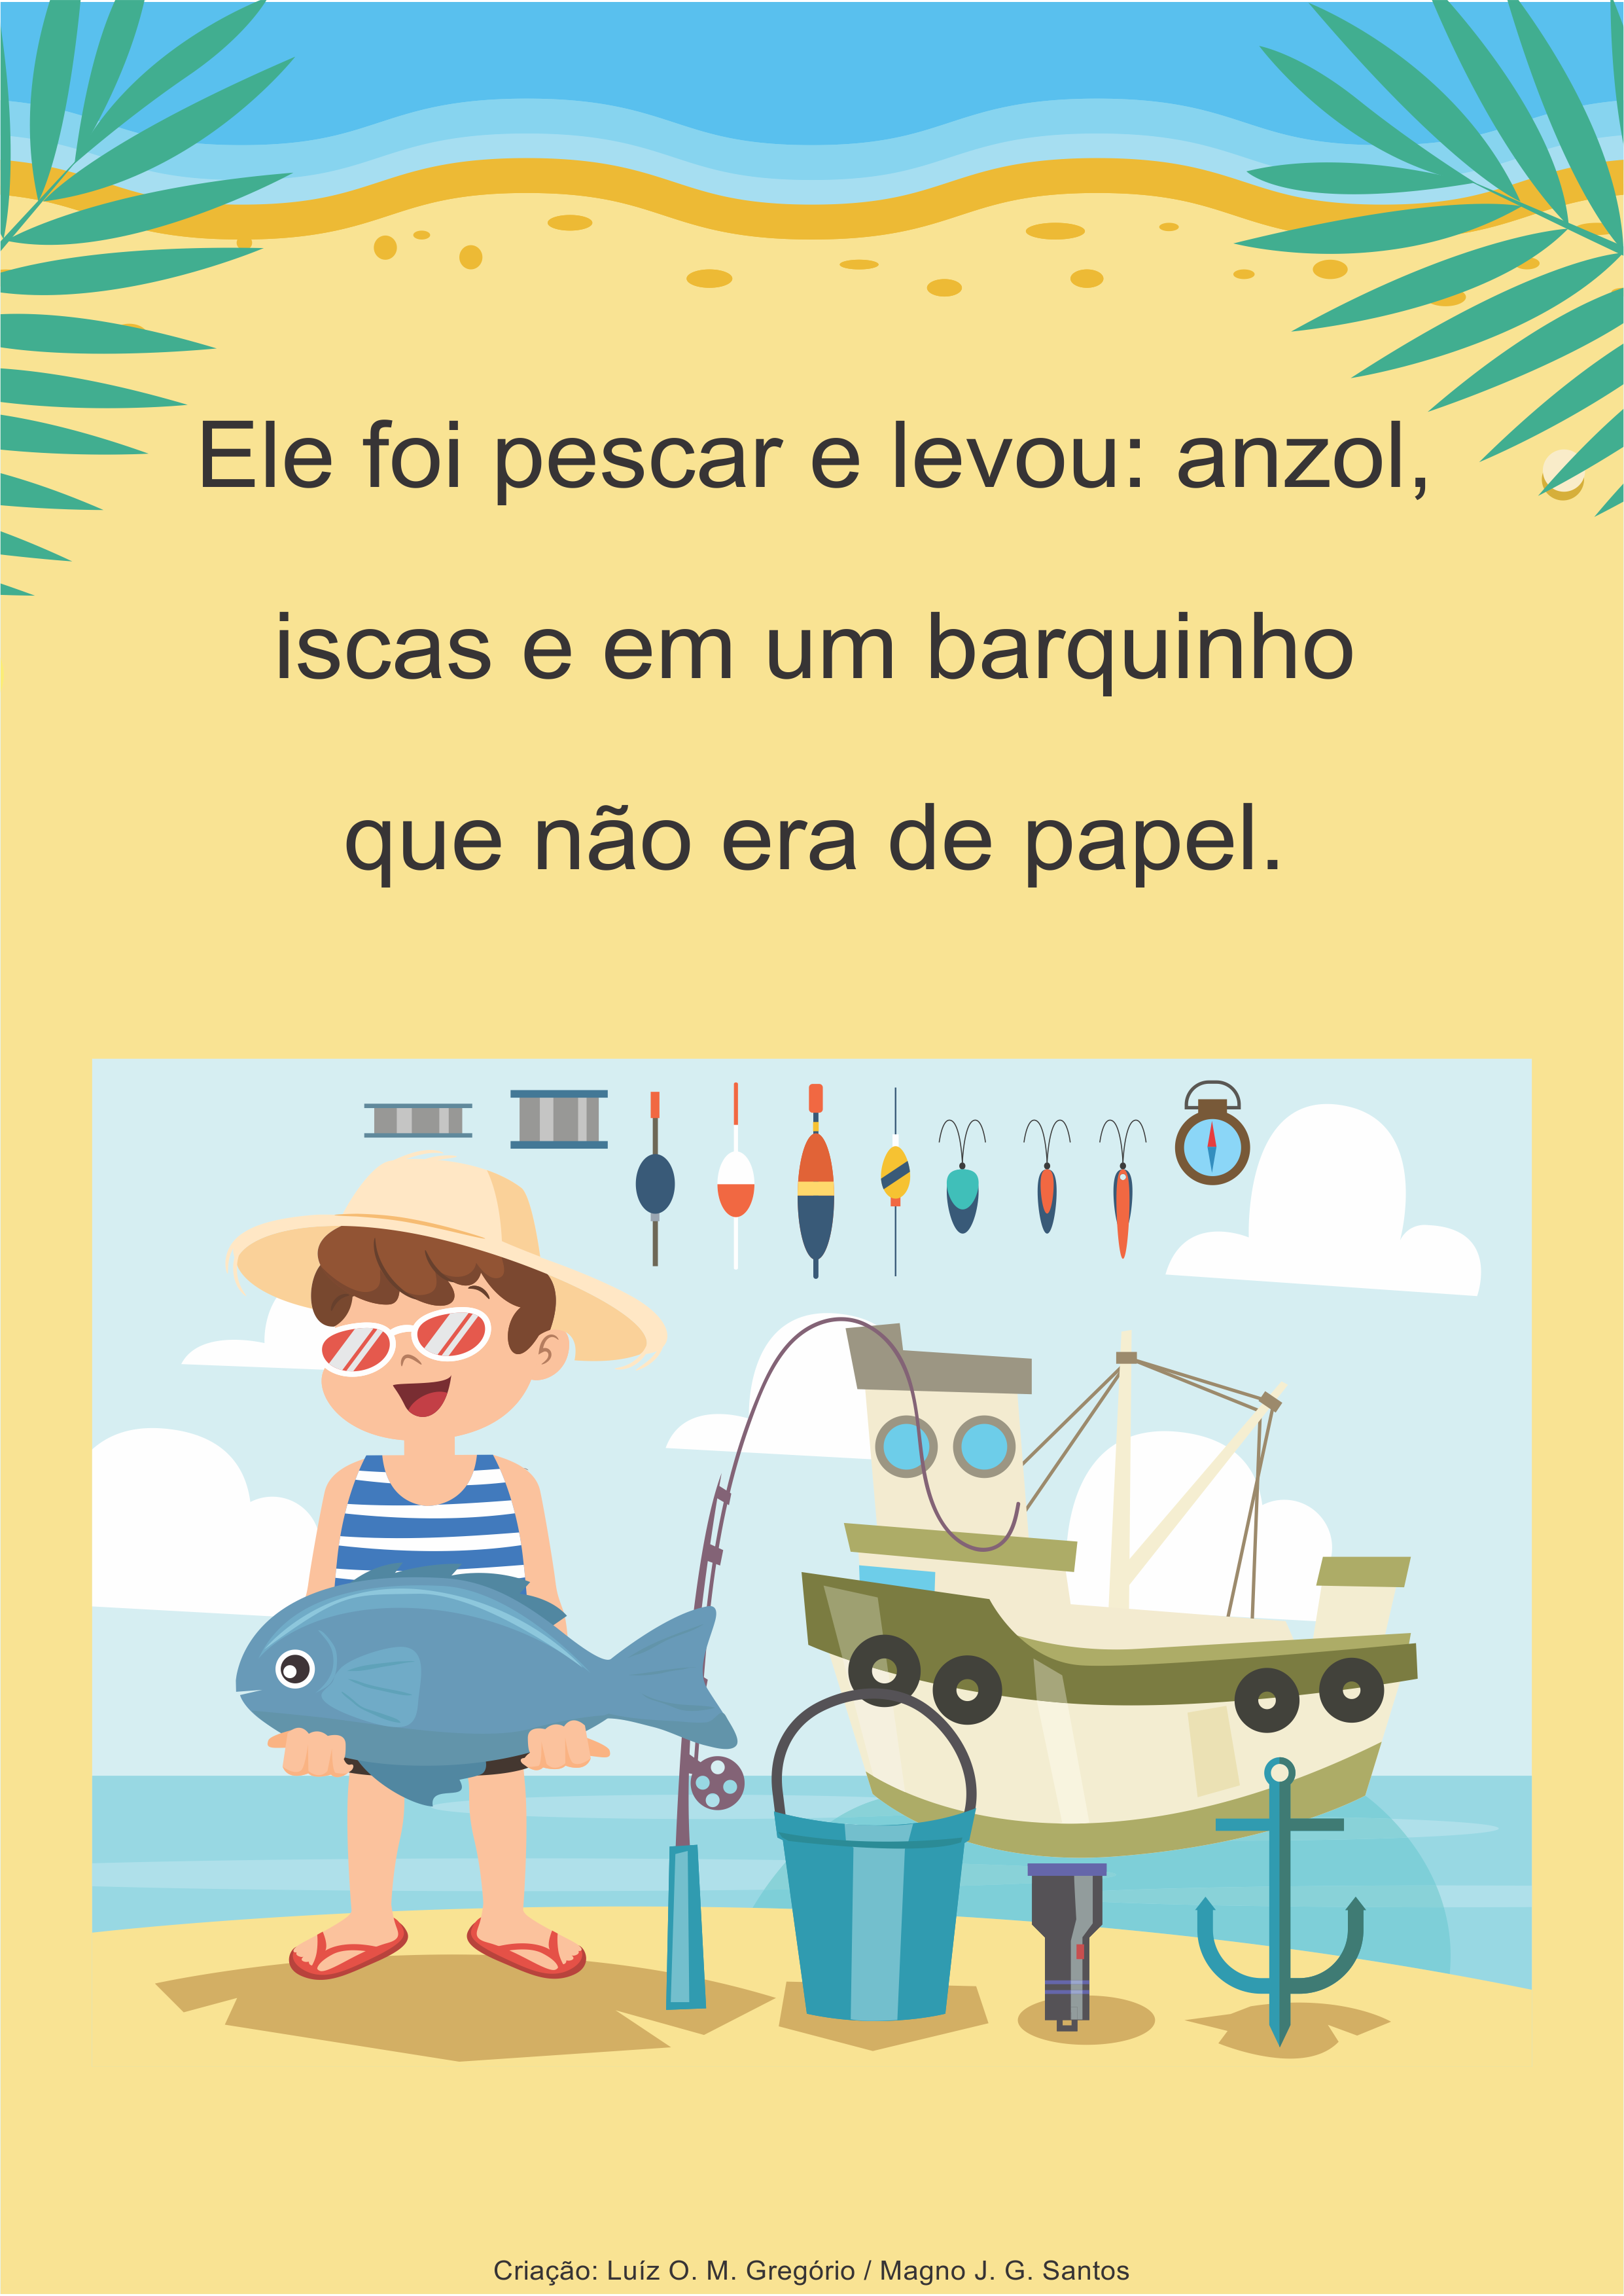 Ele foi pescar e levou: anzol,
iscas e em um barquinho
que não era de papel.
Criação: Luíz O. M. Gregório / Magno J. G. Santos